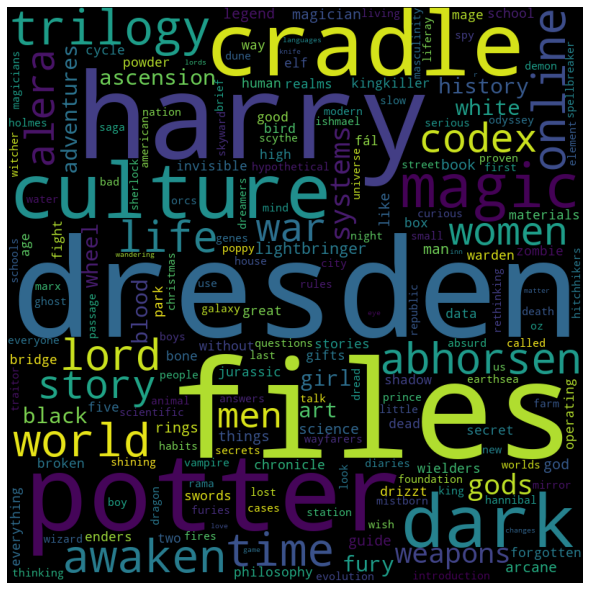 trilogy
cradle
online
magician living
mage school
legend
masculinity
liferay
spy
demon
languages
knife
lords
magicians
cycle
powder
dune
way
elf
human realms
kingkiller
history
spellbreaker
ascension
alera
adventures
harry
holmes
nation
brief
modern
slow
ishmael
serious
odyssey
element
white
saga
american
skyward
good
bird
scythe
fál
witcher
invisible
hypothetical
universe
street
book
proven
first
high
codex
culture
water
bad
sherlock
orcs
dreamers
mind
systems
like
curious
box
materials
magic
small
women
life
war
genes
poppy
lightbringer
night
man
warden
zombie
hitchhikers
schools
age
fight
wheel
wandering
house
city
inn
matter
marx
ghost
passage
blood
park
christmas
use
galaxy
great
rules
republic
data
rethinking
death
oz
dresden
eye
everyone
bridge
traitor
lord
boys
without
questions
stories
absurd
called
last
gifts
people
bone
jurassic
girl
abhorsen
us
earthsea
operating
story
animal
scientific
answers
talk
dread
prince
shadow
little
farm
black
five
files
men
art
science
dead
secret
new
world
rings
habits
things
wayfarers
worlds
broken
shining
vampire
secrets
chronicle
diaries
wielders
god
foundation
mirror
boy
dragon
rama
look
swords
lost
cases
station
drizzt
gods
king
hannibal
mistborn
potter
furies
wish
dark
everything
wizard
love
enders
two
fires
guide
changes
forgotten
thinking
awaken
time
game
philosophy
evolution
fury
weapons
arcane
introduction